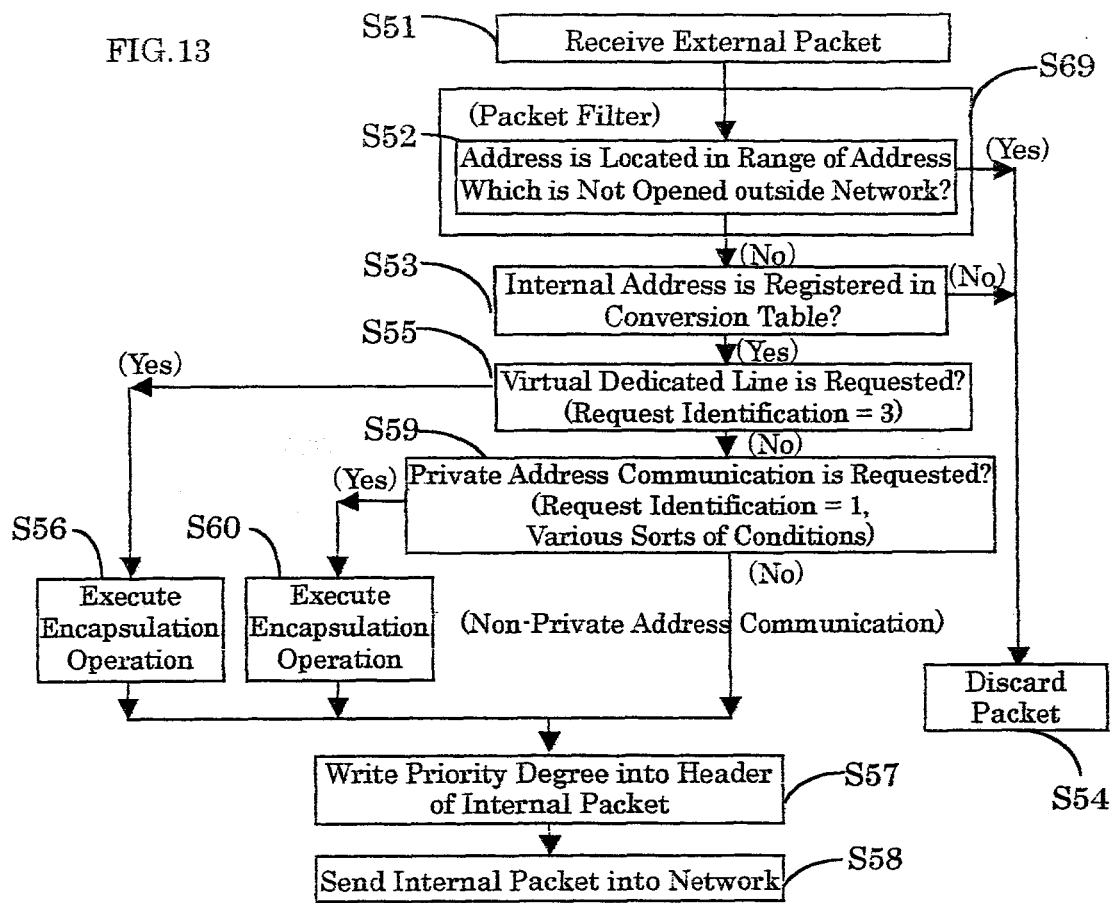 FIG.13
S51
Receive External Packet
S69
(Packet Filter)
S52
Address is Located in Range of Address
Which is Not Opened outside Network?
(Yes)
(No)
S53
Internal Address is Registered in
Conversion Table?
(No)
S55
(Yes)
(Yes)
Virtual Dedicated Line is Requested?
(Request Identification = 3)
S59
(No)
(Yes)
Private Address Communication is Requested?
(Request Identification = 1,
Various Sorts of Conditions)
S56
S60
(No)
Execute
Encapsulation
Operation
Execute
Encapsulation
Operation
(Non-Private Address Communication)
Discard
Packet
S54
Write Priority Degree into Header
of Internal Packet
S57
Send Internal Packet into Network
S58